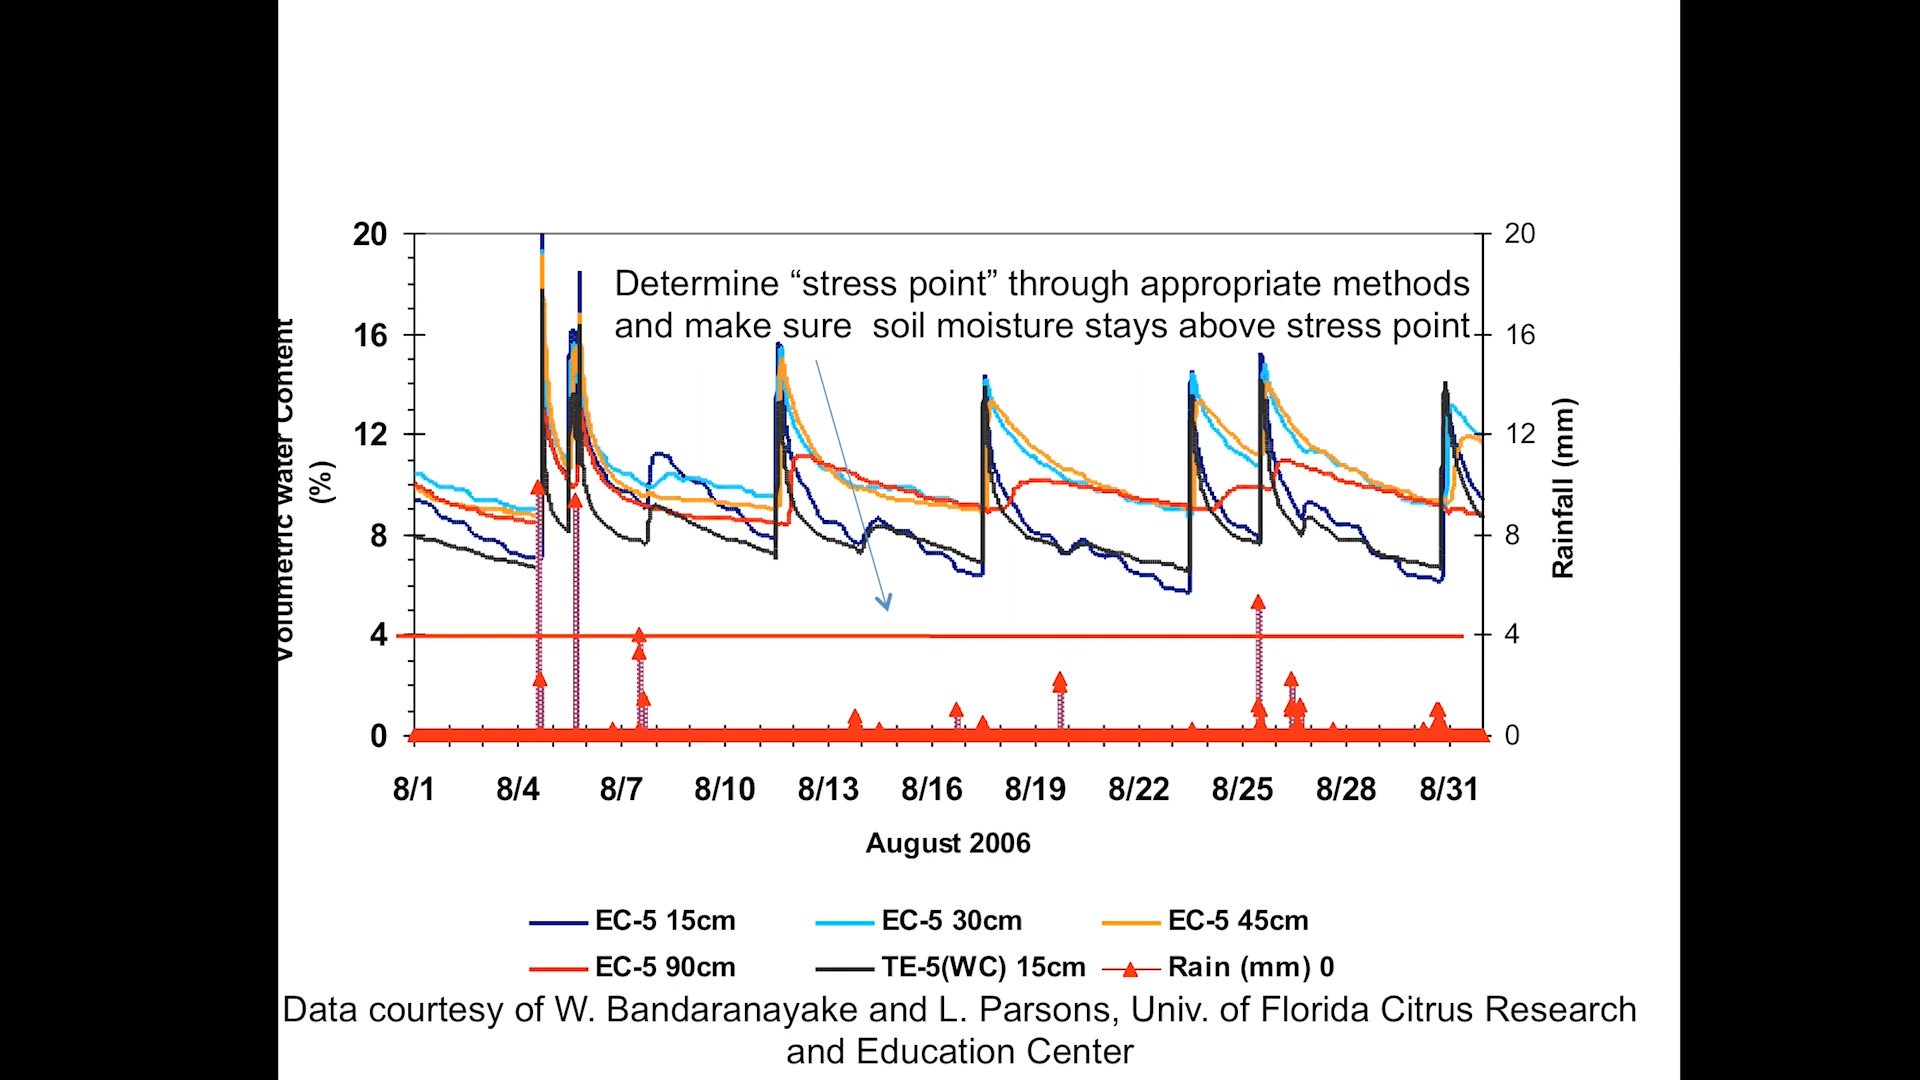 Determine “stress point” through appropriate methods
and make sure  soil moisture stays above stress point
Volumetric Water Content
(%)
20
16
12
8
4
0
20
16
12
8
4
0
Rainfall (mm)
8/1 8/4 8/7 8/10 8/13 8/16 8/19 8/22 8/25 8/28 8/31
August 2006
EC-5 15cm EC-5 30cm EC-5 45cm
EC-5 90cm TE-5(WC) 15cm Rain (mm) 0
Data courtesy of W. Bandaranayake and L. Parsons, Univ. of Florida Citrus Research
and Education Center